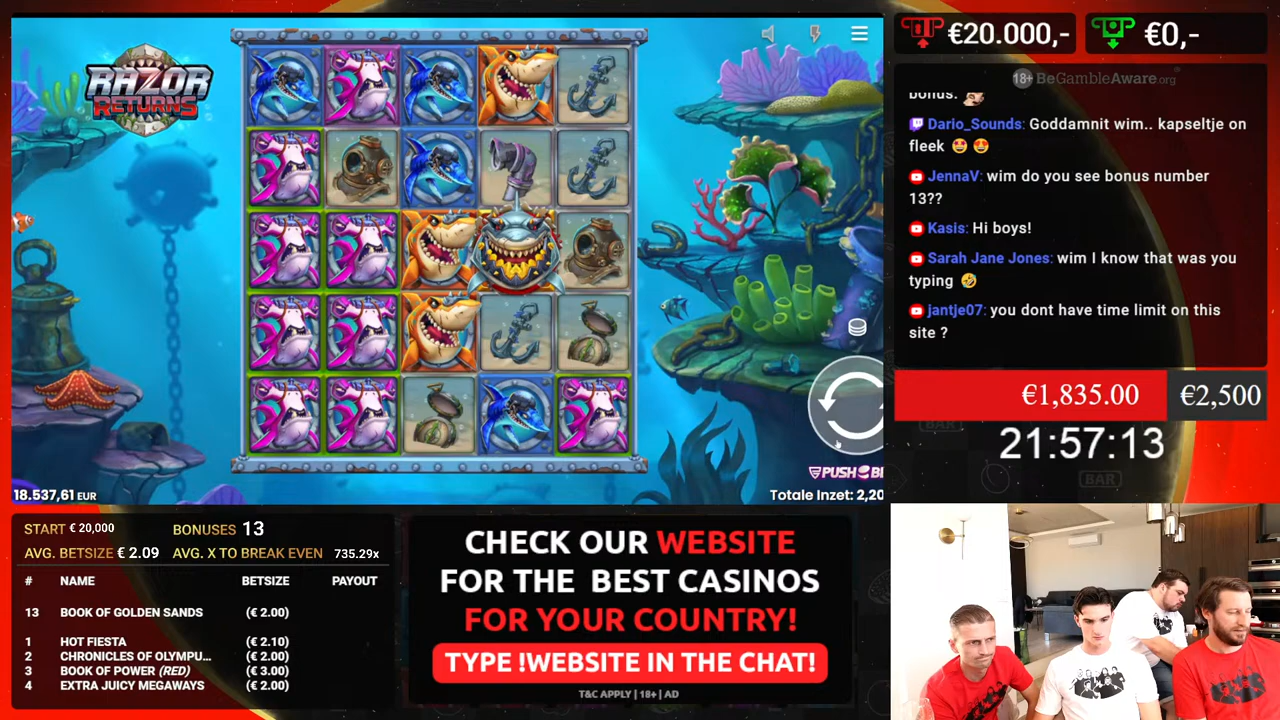 RAZOR
RETURNS
18.537,61 EUR
PUSH
Totale Inzet: 2,20
€20.000,-
€0,-
18+ BeGambleAware.org
bonus.
Dario_Sounds: Goddamnit wim.. kapseltje on
fleek 😍 😍
JennaV: wim do you see bonus number
13??
Kasis: Hi boys!
Sarah Jane Jones: wim I know that was you
typing 🤣
jantje07: you dont have time limit on this
site ?
€1,835.00
€2,500
BAR
21:57:13
BAR
START € 20,000
BONUSES 13
AVG. BETSIZE € 2.09
AVG. X TO BREAK EVEN 735.29x
# NAME BETSIZE PAYOUT
13 BOOK OF GOLDEN SANDS (€ 2.00)
1 HOT FIESTA (€ 2.10)
2 CHRONICLES OF OLYMPU... (€ 2.00)
3 BOOK OF POWER (RED) (€ 3.00)
4 EXTRA JUICY MEGAWAYS (€ 2.00)
CHECK OUR WEBSITE
FOR THE BEST CASINOS
FOR YOUR COUNTRY!
TYPE !WEBSITE IN THE CHAT!
T&C APPLY | 18+ | AD